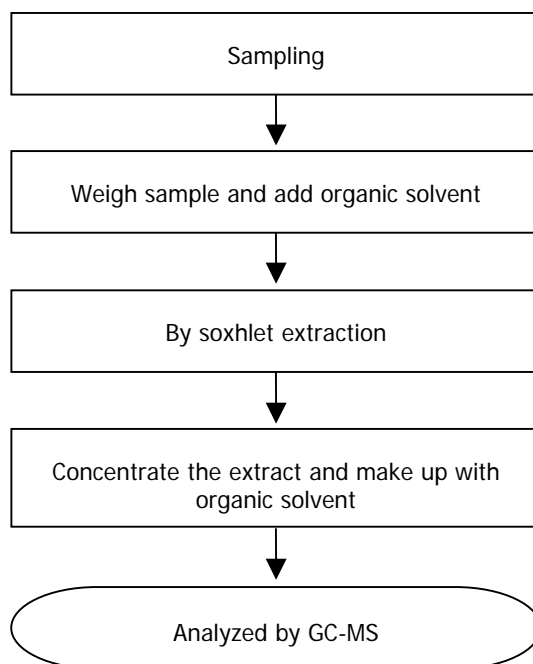 Sampling
Weigh sample and add organic solvent
By soxhlet extraction
Concentrate the extract and make up with
organic solvent
Analyzed by GC-MS